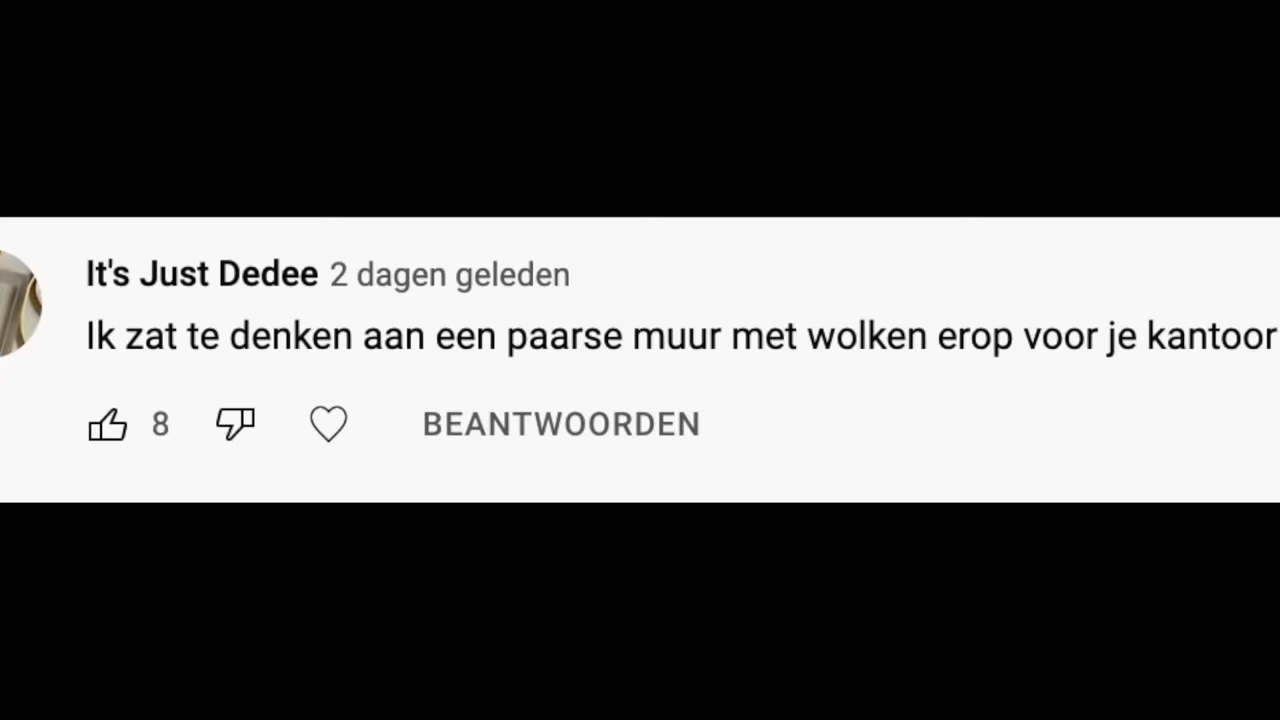 It's Just Dedee 2 dagen geleden
Ik zat te denken aan een paarse muur met wolken erop voor je kantoor
8 BEANTWOORDEN